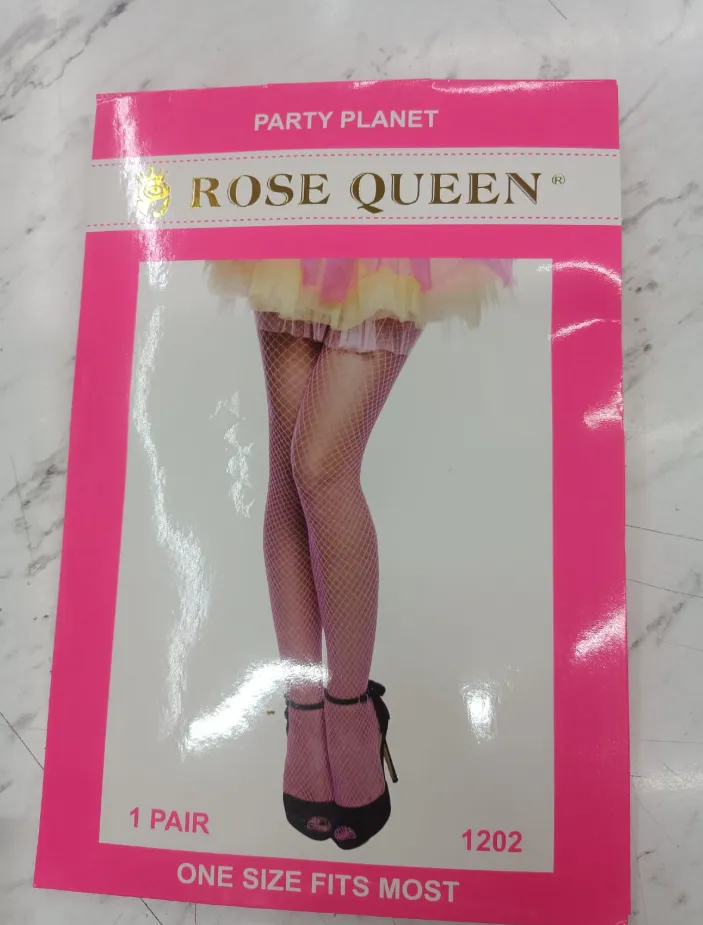 PARTY PLANET
ROSE QUEEN®
1 PAIR
1202
ONE SIZE FITS MOST